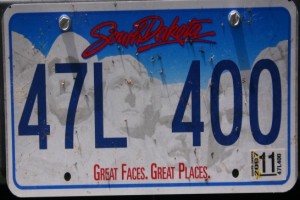 South Dakota
47L 400
GREAT FACES. GREAT PLACES.
11